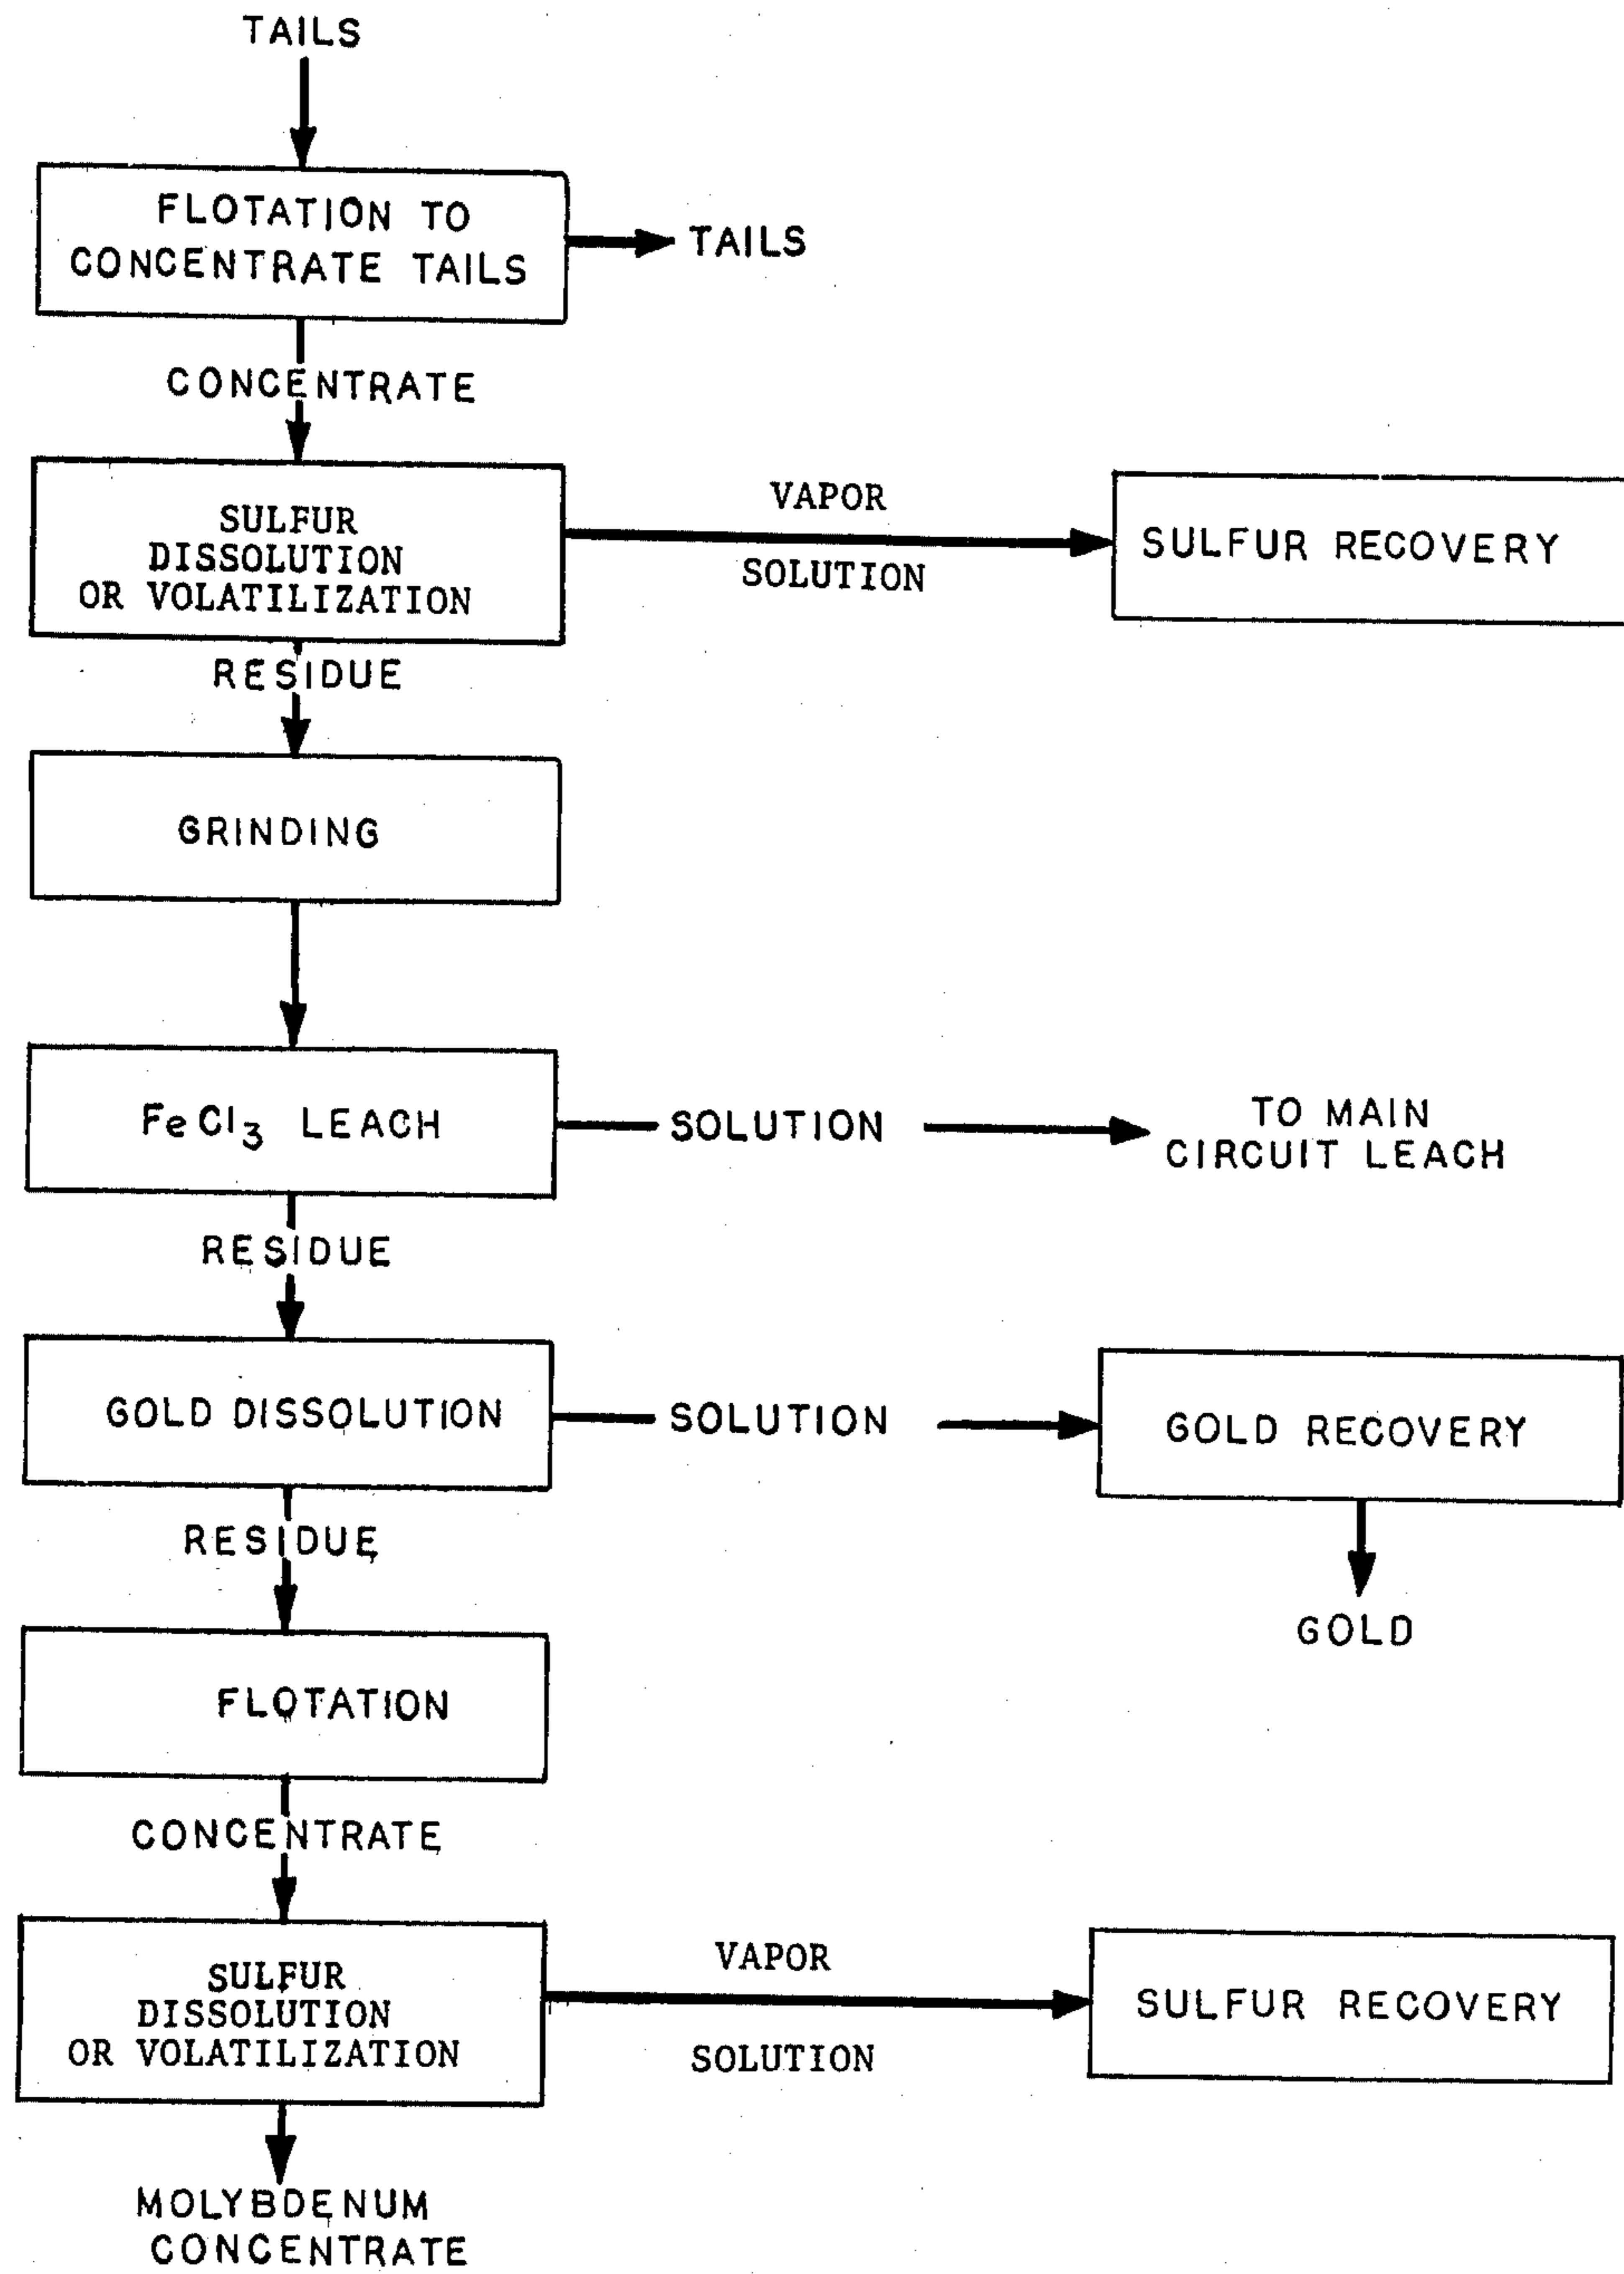 TAILS
FLOTATION TO
CONCENTRATE TAILS
TAILS
CONCENTRATE
SULFUR
DISSOLUTION
OR VOLATILIZATION
VAPOR
SOLUTION
SULFUR RECOVERY
RESIDUE
GRINDING
FeCl3 LEACH
SOLUTION
TO MAIN
CIRCUIT LEACH
RESIDUE
GOLD DISSOLUTION
SOLUTION
GOLD RECOVERY
RESIDUE
GOLD
FLOTATION
CONCENTRATE
SULFUR
DISSOLUTION
OR VOLATILIZATION
VAPOR
SOLUTION
SULFUR RECOVERY
MOLYBDENUM
CONCENTRATE